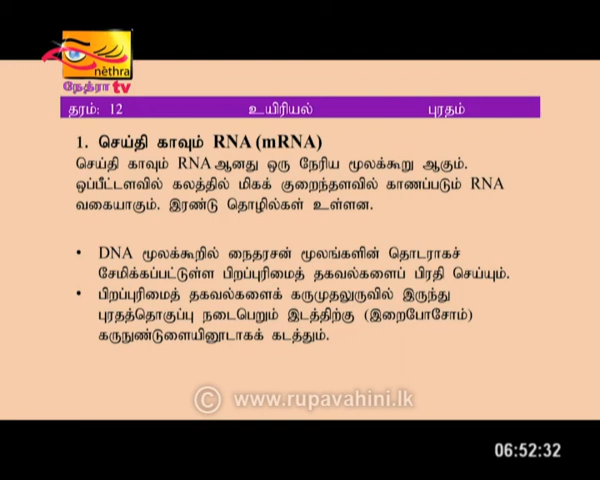 nethra
நேத்ரா tv
தரம்: 12 உயிரியல் புரதம்
1. செய்தி காவும் RNA (mRNA)
செய்தி காவும் RNA ஆனது ஒரு நேரிய மூலக்கூறு ஆகும்.
ஒப்பீட்டளவில் கலத்தில் மிகக் குறைந்தளவில் காணப்படும் RNA
வகையாகும். இரண்டு தொழில்கள் உள்ளன.
• DNA மூலக்கூறில் நைதரசன் மூலங்களின் தொடராகச்
சேமிக்கப்பட்டுள்ள பிறப்புரிமைத் தகவல்களைப் பிரதி செய்யும்.
• பிறப்புரிமைத் தகவல்களைக் கருமுதலுருவில் இருந்து
புரதத்தொகுப்பு நடைபெறும் இடத்திற்கு (இறைபோசோம்)
கருநுண்டுளையினூடாகக் கடத்தும்.
© www.rupavahini.lk
06:52:32